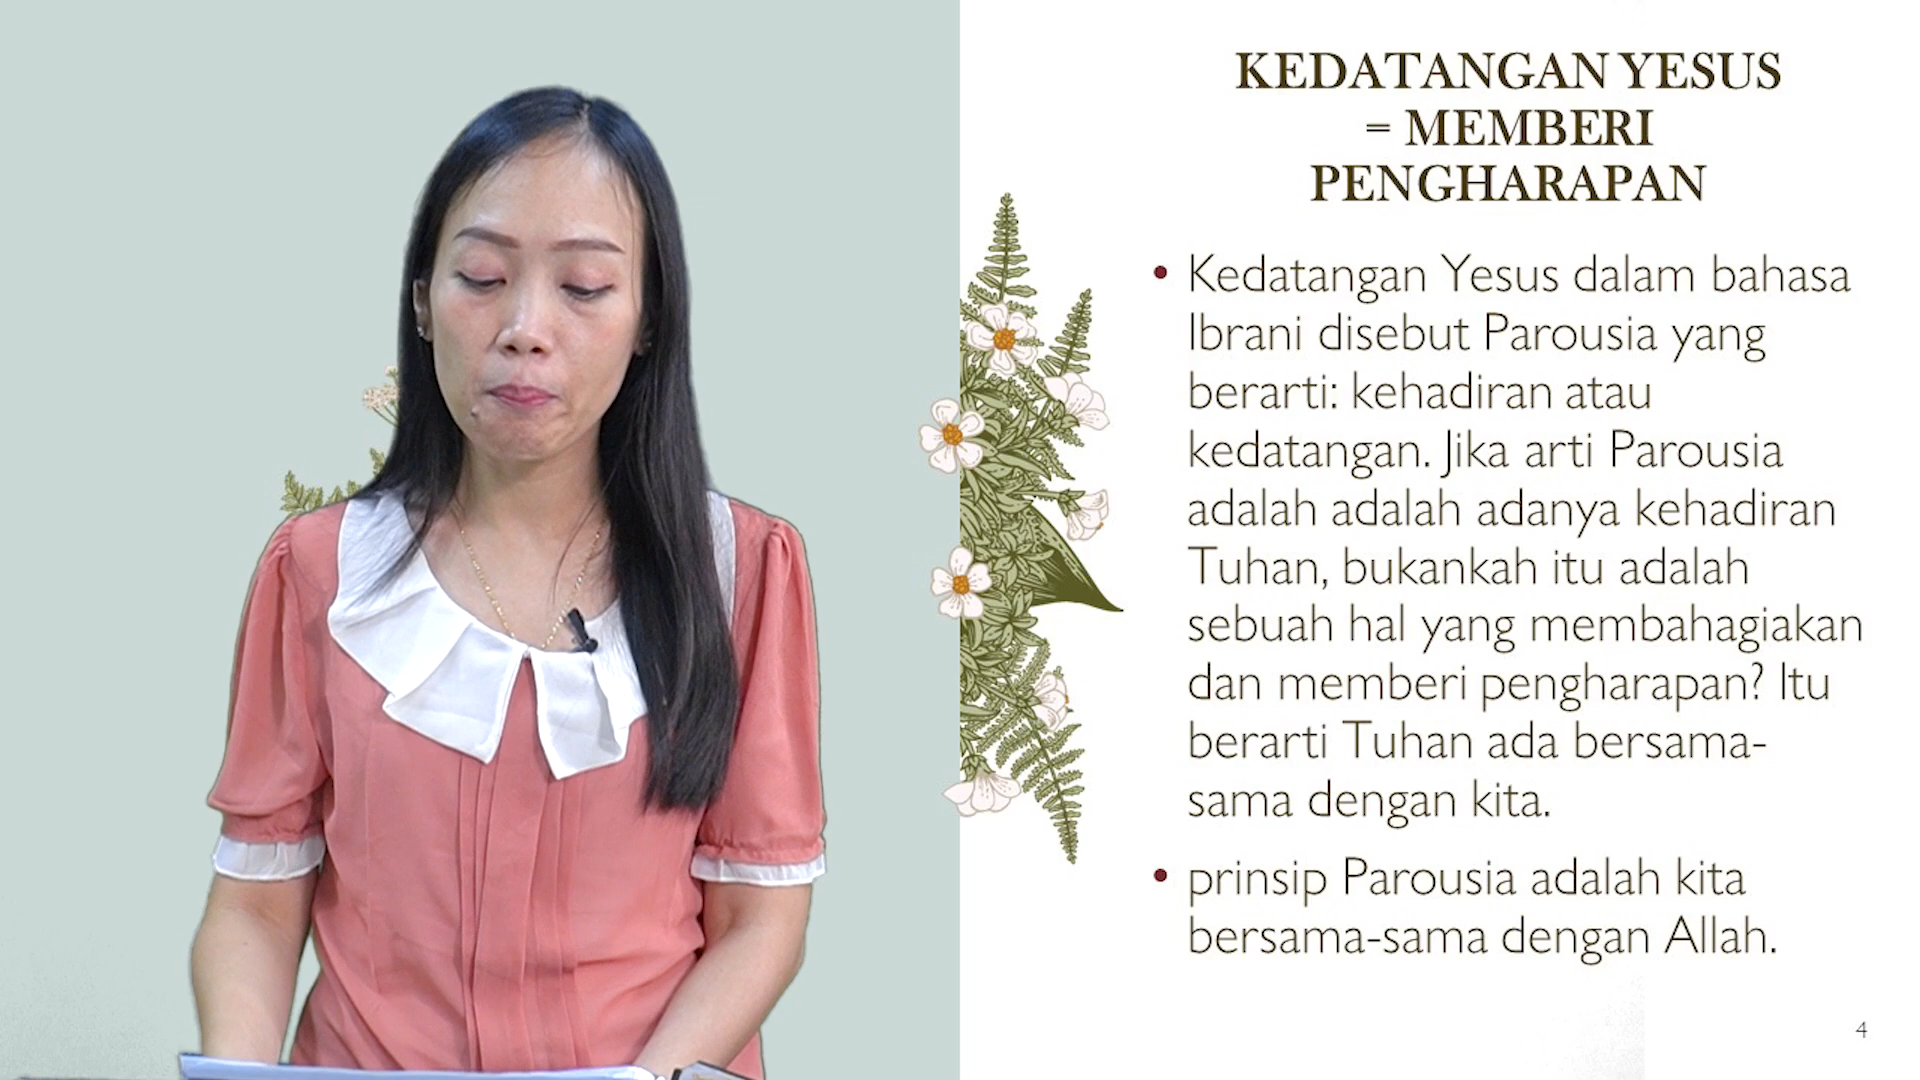 KEDATANGAN YESUS
= MEMBERI
PENGHARAPAN
• Kedatangan Yesus dalam bahasa
Ibrani disebut Parousia yang
berarti: kehadiran atau
kedatangan. Jika arti Parousia
adalah adalah adanya kehadiran
Tuhan, bukankah itu adalah
sebuah hal yang membahagiakan
dan memberi pengharapan? Itu
berarti Tuhan ada bersama-
sama dengan kita.
• prinsip Parousia adalah kita
bersama-sama dengan Allah.
4